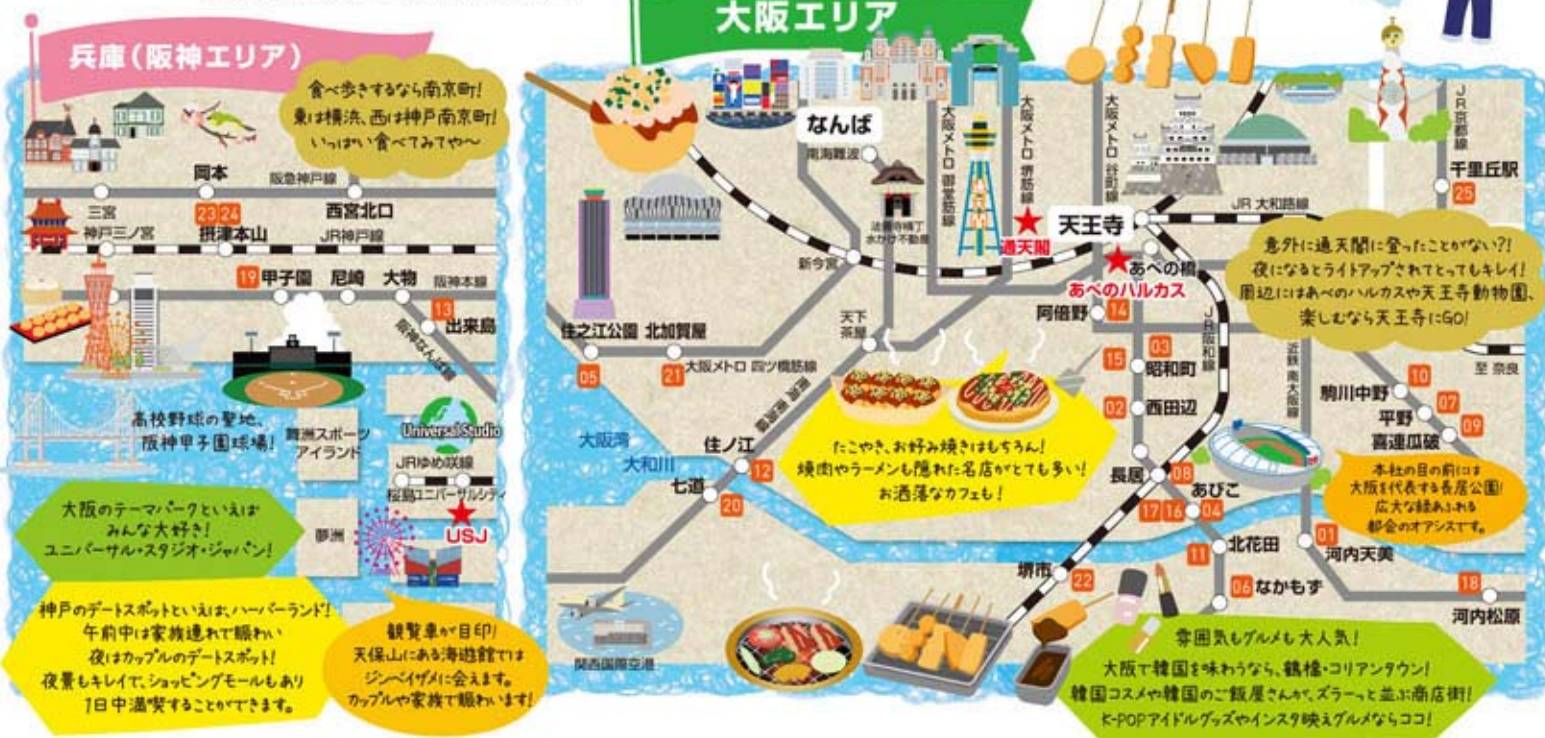 兵庫(阪神エリア)
食べ歩きするなら南京町!
東は横浜、西は神戸南京町!
いっぱい食べてみてや〜
岡本
阪急神戸線
三宮
23 24
西宮北口
神戸三ノ宮
摂津本山
JR神戸線
19 甲子園
尼崎
大物
阪神本線
13
出来島
阪神なんば線
高校野球の聖地、
阪神甲子園球場!
舞洲スポーツ
アイランド
Universal Studio
JRゆめ咲線
桜島
ユニバーサルシティ
USJ
夢洲
大阪のテーマパークといえば
みんな大好き!
ユニバーサル・スタジオ・ジャパン!
神戸のデートスポットといえば、ハーバーランド!
午前中は家族連れで賑わい
夜はカップルのデートスポット!
夜景もキレイで、ショッピングモールもあり
1日中満喫することができます。
観覧車が目印!
天保山にある海遊館では
ジンベイザメに会えます。
カップルや家族で賑わいます!
大阪エリア
なんば
南海難波
法善寺横丁
水かけ不動尊
大阪メトロ 御堂筋線
大阪メトロ 堺筋線
大阪メトロ 谷町線
JR京都線
千里丘駅
25
通天閣
天王寺
JR 大和路線
新今宮
あべの橋
あべのハルカス
阿倍野
14
意外に通天閣に登ったことがない?!
夜になるとライトアップされてとってもキレイ!
周辺にはあべのハルカスや天王寺動物園、
楽しむなら天王寺にGO!
住之江公園
北加賀屋
05
21
大阪メトロ 四ツ橋筋線
天下
茶屋
15
03
昭和町
JR阪和線
近鉄 南大阪線
至 奈良
02
西田辺
駒川中野
10
平野
07
喜連瓜破
09
たこやき、お好み焼きはもちろん!
焼肉やラーメンも隠れた名店がとても多い!
お洒落なカフェも!
大阪湾
大和川
住ノ江
12
七道
20
長居
08
あびこ
17 16
04
本社の目の前には
大阪を代表する長居公園!
広大な緑あふれる
都会のオアシスです。
11
北花田
01
河内天美
堺市
22
06
なかもず
18
河内松原
関西国際空港
雰囲気もグルメも大人気!
大阪で韓国を味わうなら、鶴橋・コリアンタウン!
韓国コスメや韓国のご飯屋さんが、ズラーっと並ぶ商店街!
K-POPアイドルグッズやインスタ映えグルメならココ!